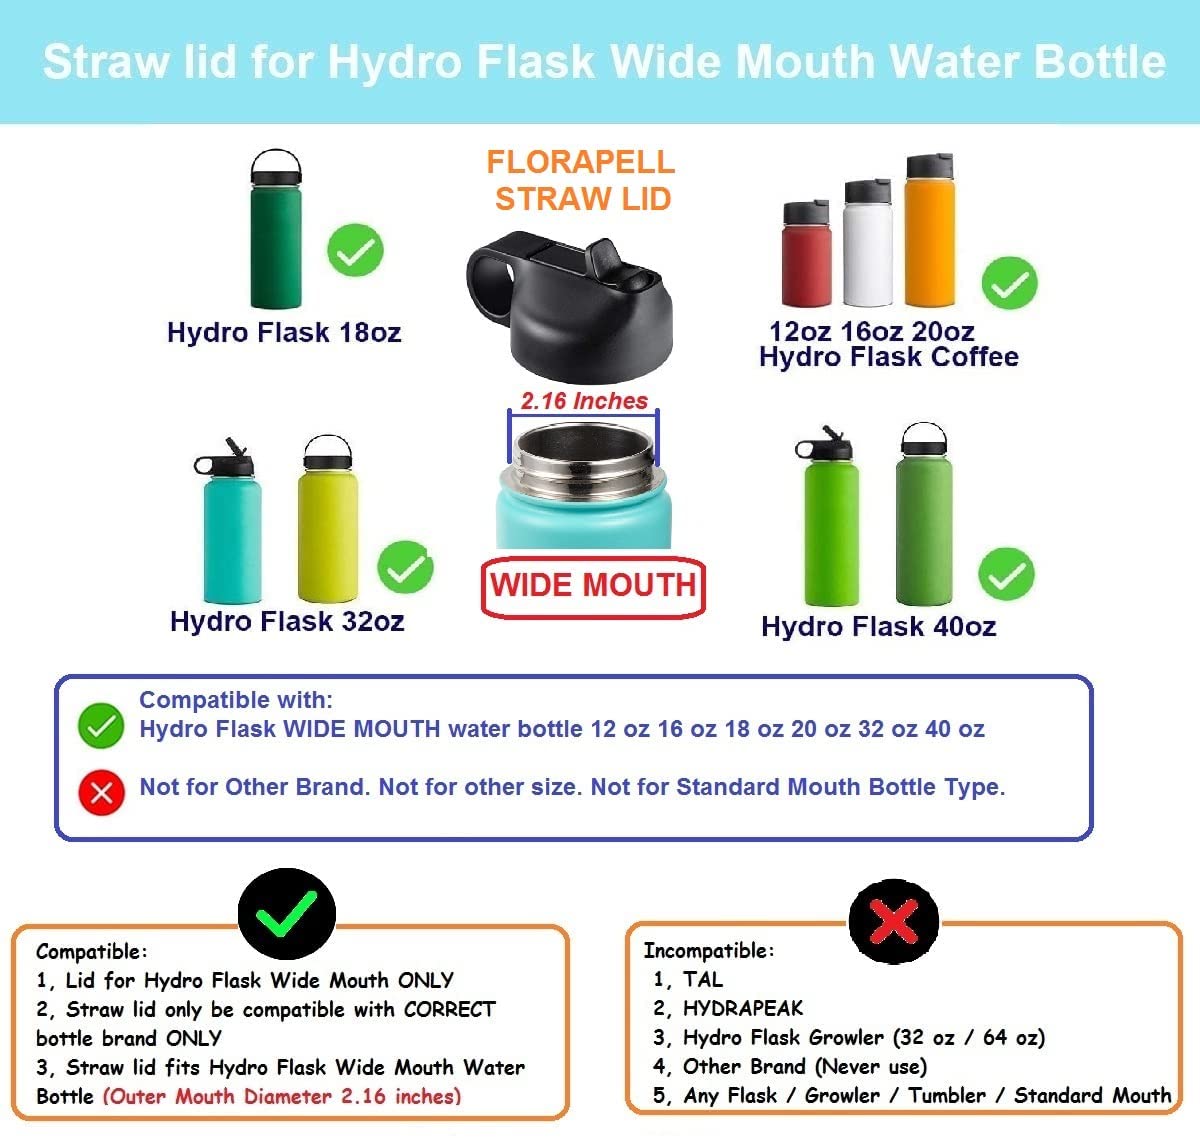 Straw lid for Hydro Flask Wide Mouth Water Bottle
FLORAPELL
STRAW LID
Hydro Flask 18oz
12oz 16oz 20oz
Hydro Flask Coffee
2.16 Inches
WIDE MOUTH
Hydro Flask 32oz
Hydro Flask 40oz
Compatible with:
Hydro Flask WIDE MOUTH water bottle 12 oz 16 oz 18 oz 20 oz 32 oz 40 oz
Not for Other Brand. Not for other size. Not for Standard Mouth Bottle Type.
Compatible:
1, Lid for Hydro Flask Wide Mouth ONLY
2, Straw lid only be compatible with CORRECT
bottle brand ONLY
3, Straw lid fits Hydro Flask Wide Mouth Water
Bottle (Outer Mouth Diameter 2.16 inches)
Incompatible:
1, TAL
2, HYDRAPEAK
3, Hydro Flask Growler (32 oz / 64 oz)
4, Other Brand (Never use)
5, Any Flask / Growler / Tumbler / Standard Mouth